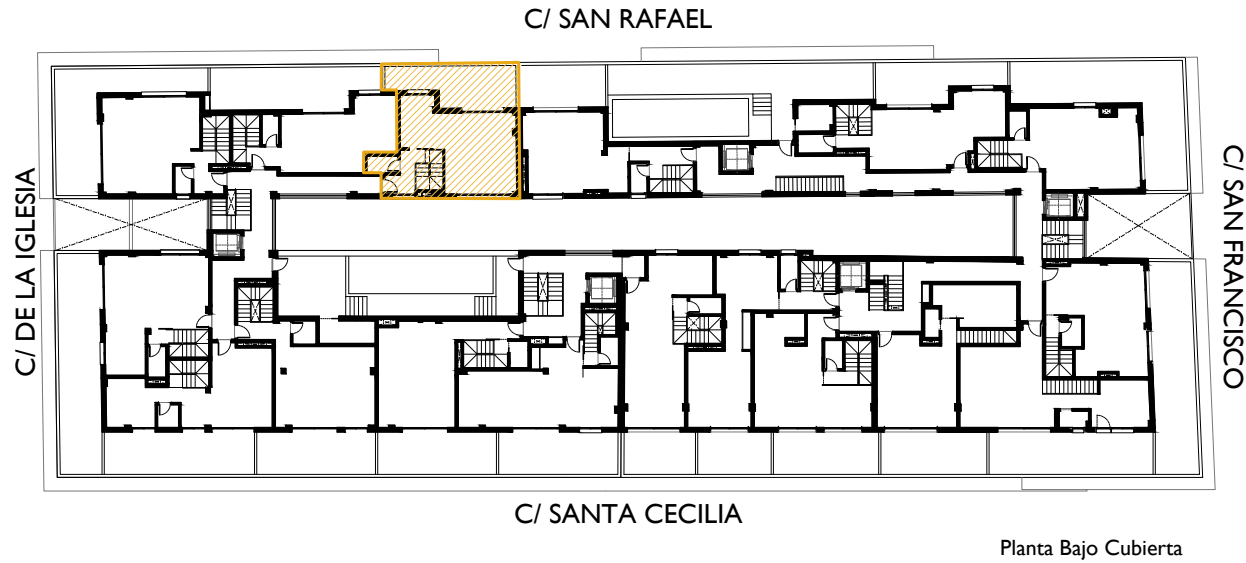 C/ SAN RAFAEL
C/ DE LA IGLESIA
C/ SAN FRANCISCO
C/ SANTA CECILIA
Planta Bajo Cubierta